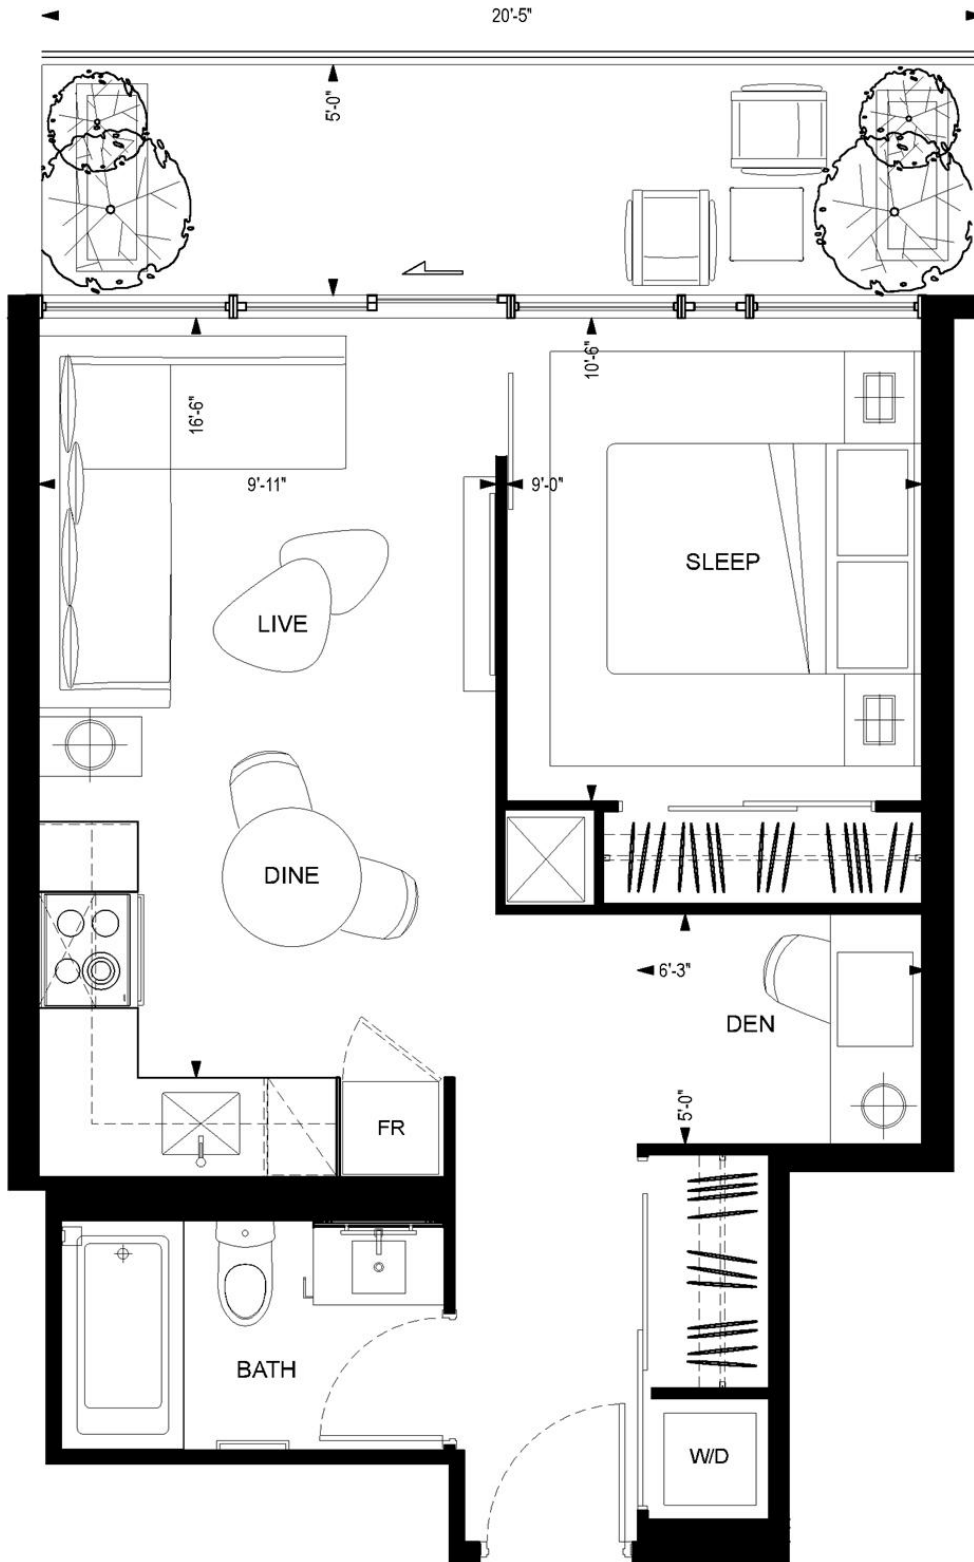 20'-5"
5'-0"
16'-6"
10'-6"
9'-11"
9'-0"
SLEEP
LIVE
DINE
6'-3"
DEN
5'-0"
FR
BATH
W/D